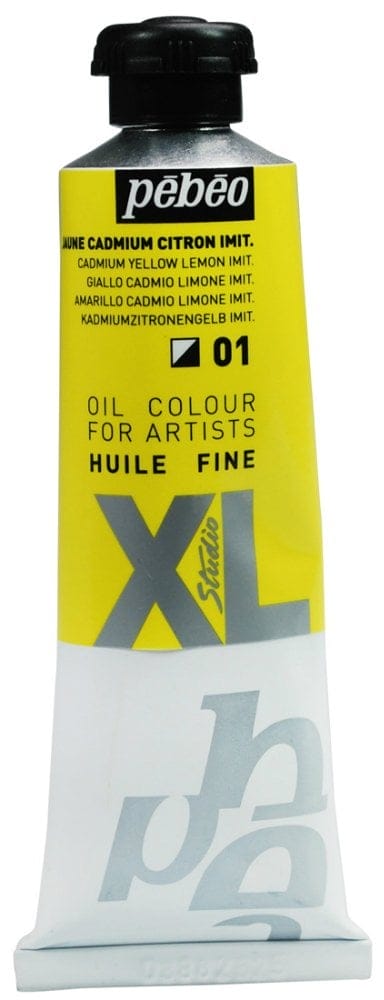 pēbēo
JAUNE CADMIUM CITRON IMIT.
CADMIUM YELLOW LEMON IMIT.
GIALLO CADMIO LIMONE IMIT.
AMARILLO CADMIO LIMONE IMIT.
KADMIUMZITRONENGELB IMIT.
01
OIL COLOUR
FOR ARTISTS
HUILE FINE
XL
Studio